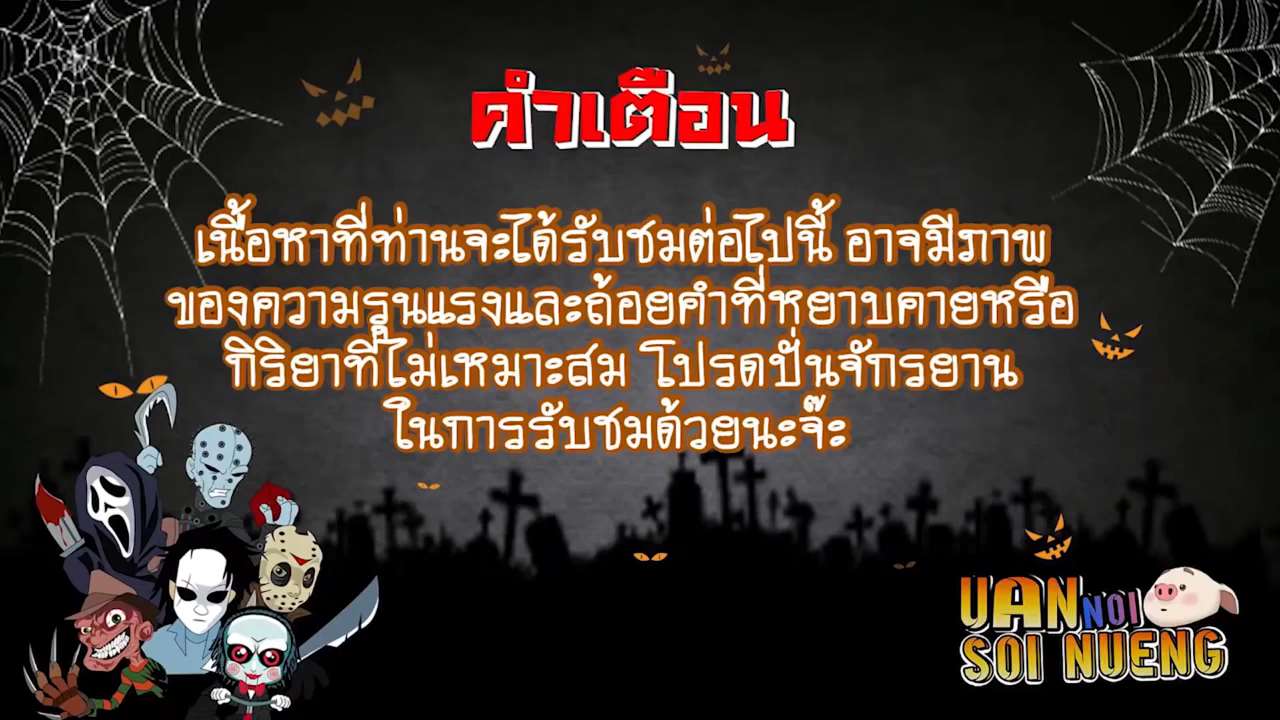 คำเตือน
เนื้อหาที่ท่านจะได้รับชมต่อไปนี้ อาจมีภาพ
ของความรุนแรงและถ้อยคำที่หยาบคายหรือ
กิริยาที่ไม่เหมาะสม โปรดปั่นจักรยาน
ในการรับชมด้วยนะจ๊ะ
UAN NOI
SOI NUENG